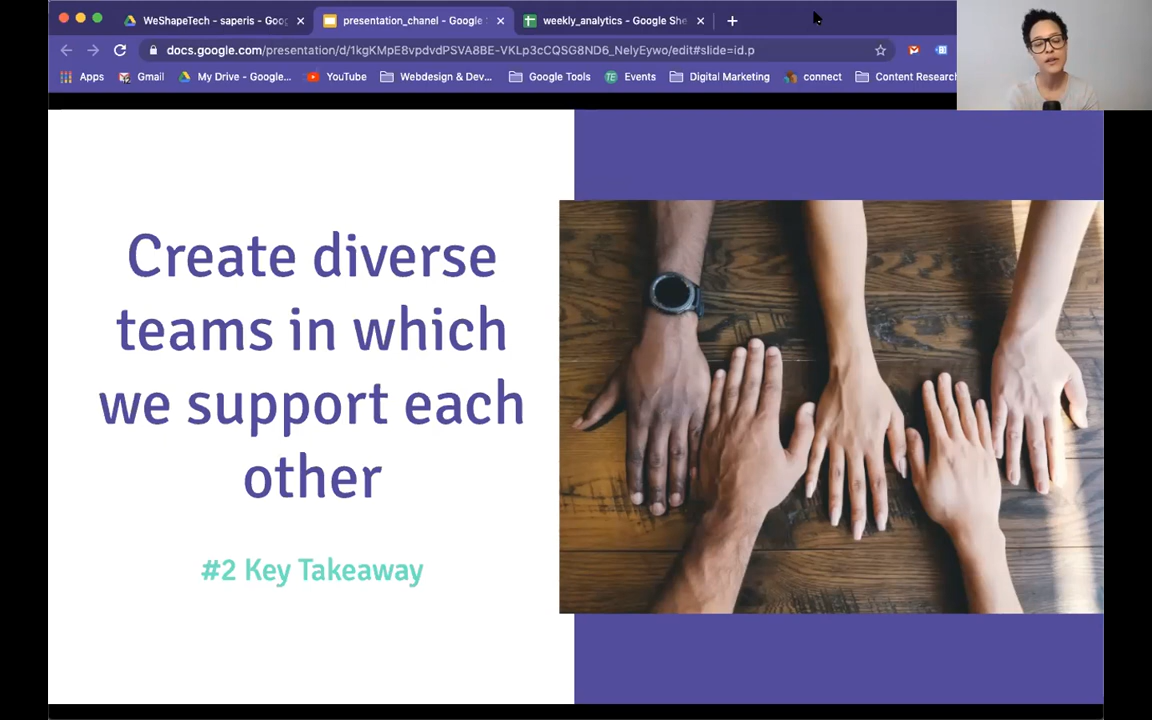 WeShapeTech - saperis - Goog
presentation_chanel - Google S
weekly_analytics - Google She
docs.google.com/presentation/d/1kgKMpE8vpdvdPSVA8BE-VKLp3cCQSG8ND6_NelyEywo/edit#slide=id.p
Apps
Gmail
My Drive - Google...
YouTube
Webdesign & Dev...
Google Tools
TE
Events
Digital Marketing
connect
Content Research
Create diverse
teams in which
we support each
other
#2 Key Takeaway